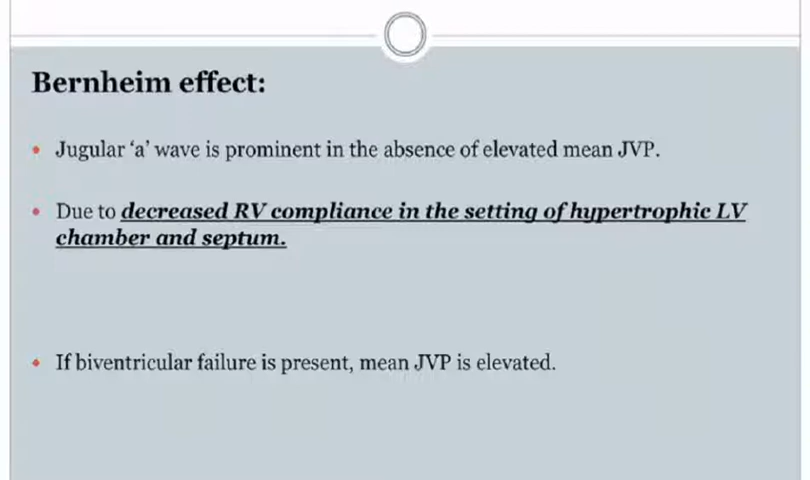 Bernheim effect:
• Jugular ‘a’ wave is prominent in the absence of elevated mean JVP.
• Due to decreased RV compliance in the setting of hypertrophic LV
chamber and septum.
• If biventricular failure is present, mean JVP is elevated.